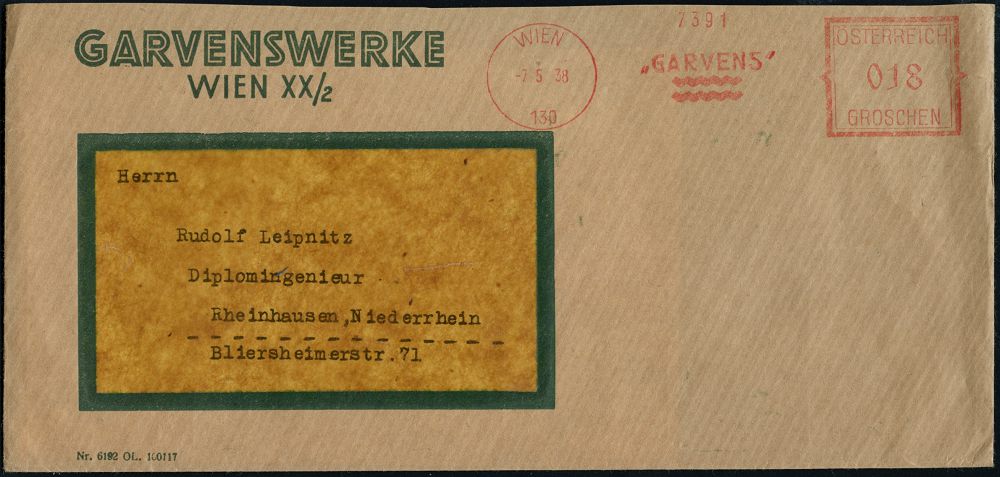 GARVENSWERKE
WIEN XX/2
WIEN
-7.5 38
130
7391
„GARVENS"
ÖSTERREICH
018
GROSCHEN
Herrn
Rudolf Leipnitz
Diplomingenieur
Rheinhausen,Niederrhein
Bliersheimerstr.71
Nr. 6192 OL.